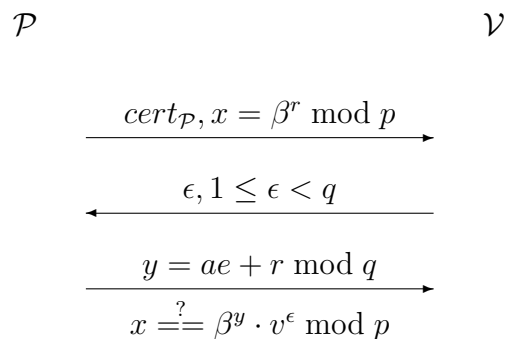 𝒫 𝒱
cert_𝒫, x = β^r mod p
ϵ, 1 ≤ ϵ < q
y = ae + r mod q
x =?= β^y · v^ϵ mod p